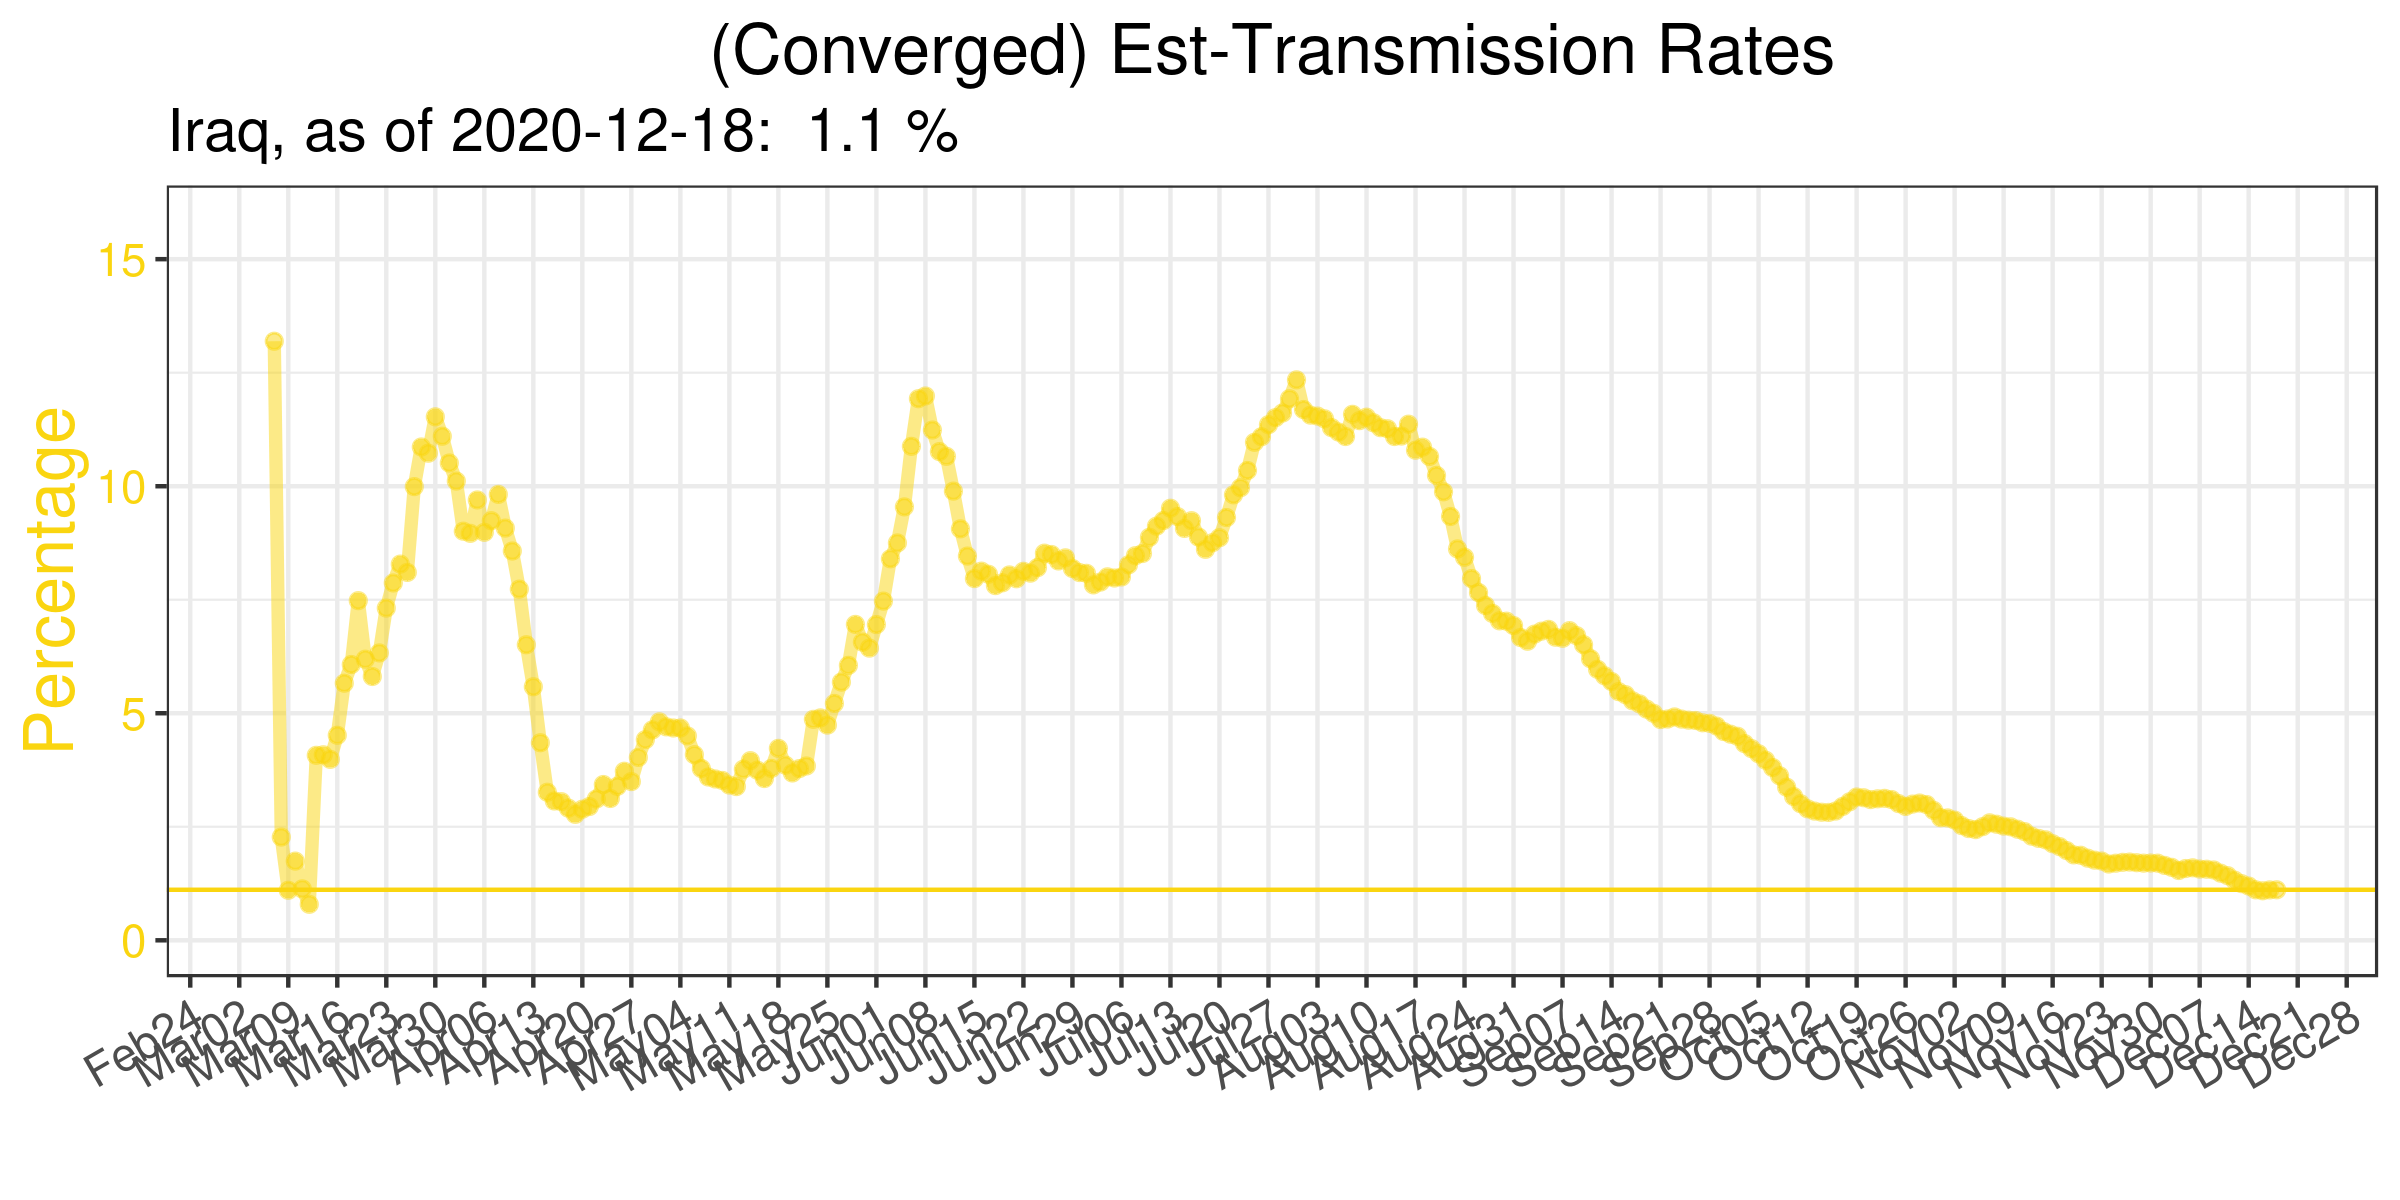 (Converged) Est-Transmission Rates
Iraq, as of 2020-12-18:  1.1 %
Percentage
15
10
5
0
Feb24
Mar02
Mar09
Mar16
Mar23
Mar30
Apr06
Apr13
Apr20
Apr27
May04
May11
May18
May25
Jun01
Jun08
Jun15
Jun22
Jun29
Jul06
Jul13
Jul20
Jul27
Aug03
Aug10
Aug17
Aug24
Aug31
Sep07
Sep14
Sep21
Sep28
Oct05
Oct12
Oct19
Oct26
Nov02
Nov09
Nov16
Nov23
Nov30
Dec07
Dec14
Dec21
Dec28